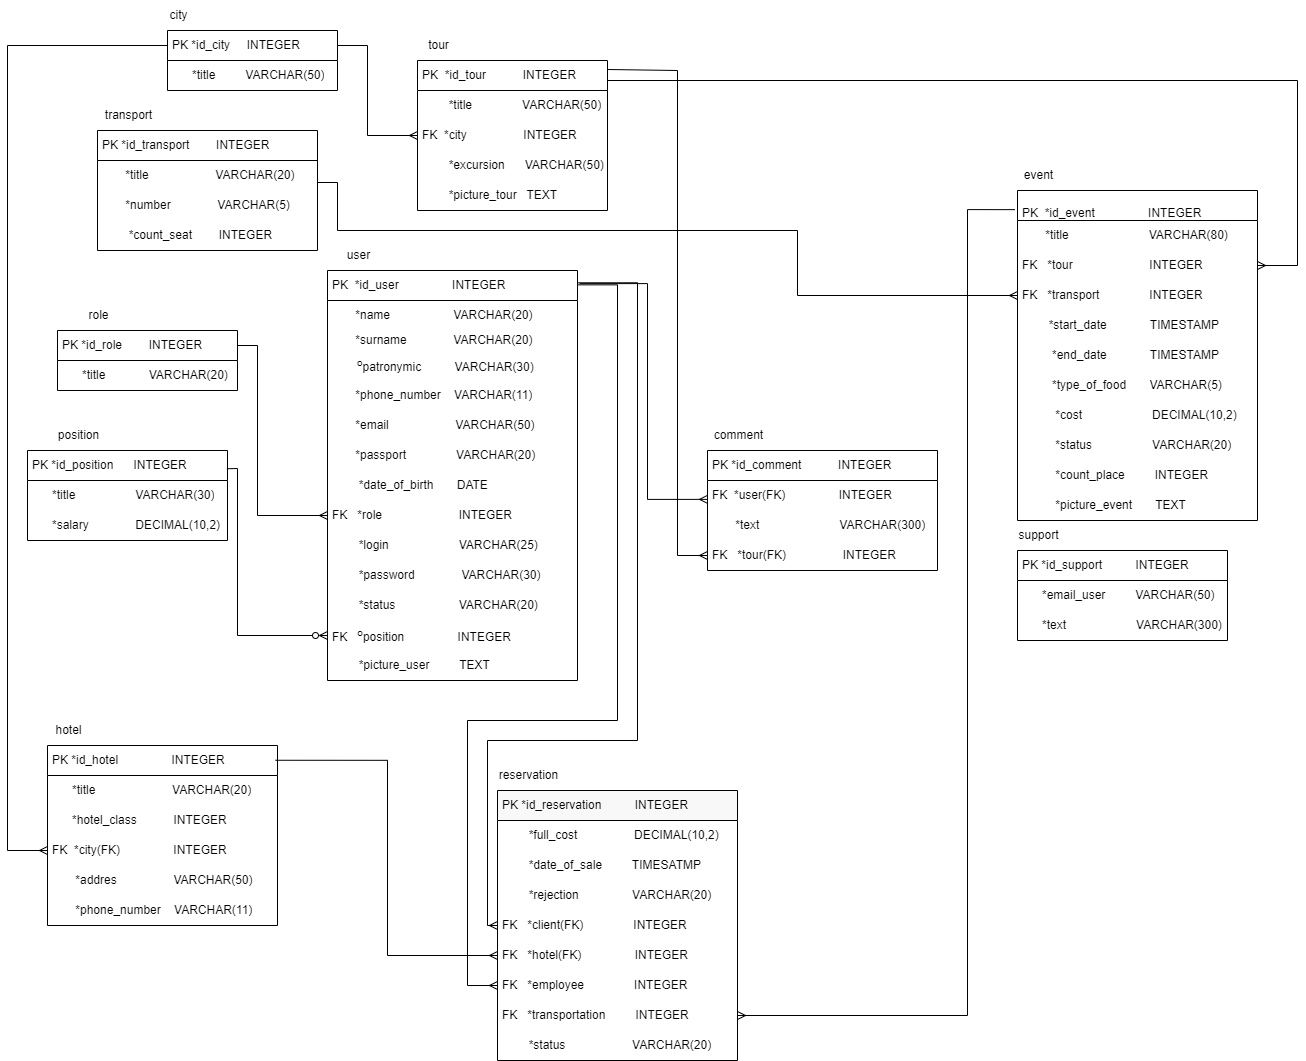 city
PK *id_city INTEGER
*title VARCHAR(50)
tour
PK *id_tour INTEGER
*title VARCHAR(50)
FK *city INTEGER
*excursion VARCHAR(50)
*picture_tour TEXT
transport
PK *id_transport INTEGER
*title VARCHAR(20)
*number VARCHAR(5)
*count_seat INTEGER
event
PK *id_event INTEGER
*title VARCHAR(80)
FK *tour INTEGER
FK *transport INTEGER
*start_date TIMESTAMP
*end_date TIMESTAMP
*type_of_food VARCHAR(5)
*cost DECIMAL(10,2)
*status VARCHAR(20)
*count_place INTEGER
*picture_event TEXT
user
PK *id_user INTEGER
*name VARCHAR(20)
*surname VARCHAR(20)
°patronymic VARCHAR(30)
*phone_number VARCHAR(11)
*email VARCHAR(50)
*passport VARCHAR(20)
*date_of_birth DATE
FK *role INTEGER
*login VARCHAR(25)
*password VARCHAR(30)
*status VARCHAR(20)
FK °position INTEGER
*picture_user TEXT
role
PK *id_role INTEGER
*title VARCHAR(20)
position
PK *id_position INTEGER
*title VARCHAR(30)
*salary DECIMAL(10,2)
comment
PK *id_comment INTEGER
FK *user(FK) INTEGER
*text VARCHAR(300)
FK *tour(FK) INTEGER
support
PK *id_support INTEGER
*email_user VARCHAR(50)
*text VARCHAR(300)
hotel
PK *id_hotel INTEGER
*title VARCHAR(20)
*hotel_class INTEGER
FK *city(FK) INTEGER
*addres VARCHAR(50)
*phone_number VARCHAR(11)
reservation
PK *id_reservation INTEGER
*full_cost DECIMAL(10,2)
*date_of_sale TIMESATMP
*rejection VARCHAR(20)
FK *client(FK) INTEGER
FK *hotel(FK) INTEGER
FK *employee INTEGER
FK *transportation INTEGER
*status VARCHAR(20)